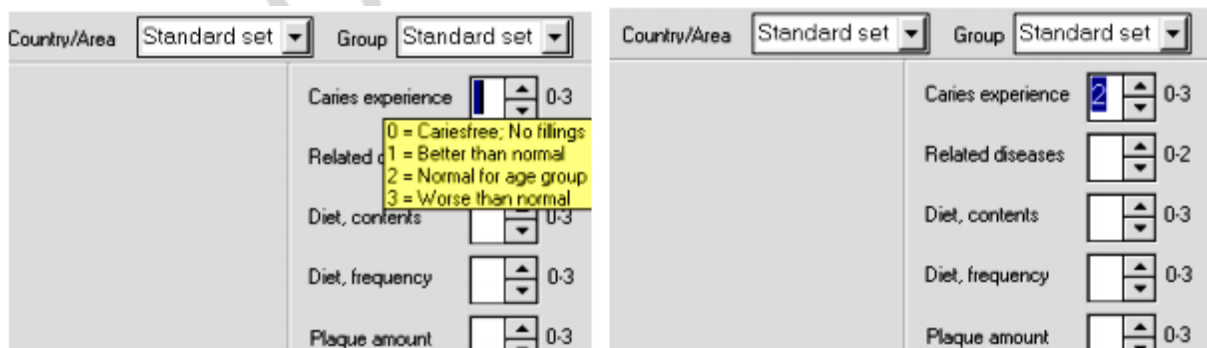 Country/Area Standard set Group Standard set
Caries experience 0-3
0 = Cariesfree; No fillings
1 = Better than normal
2 = Normal for age group
3 = Worse than normal
Related d
Diet, contents 0-3
Diet, frequency 0-3
Plaque amount 0-3
Country/Area Standard set Group Standard set
Caries experience 2 0-3
Related diseases 0-2
Diet, contents 0-3
Diet, frequency 0-3
Plaque amount 0-3